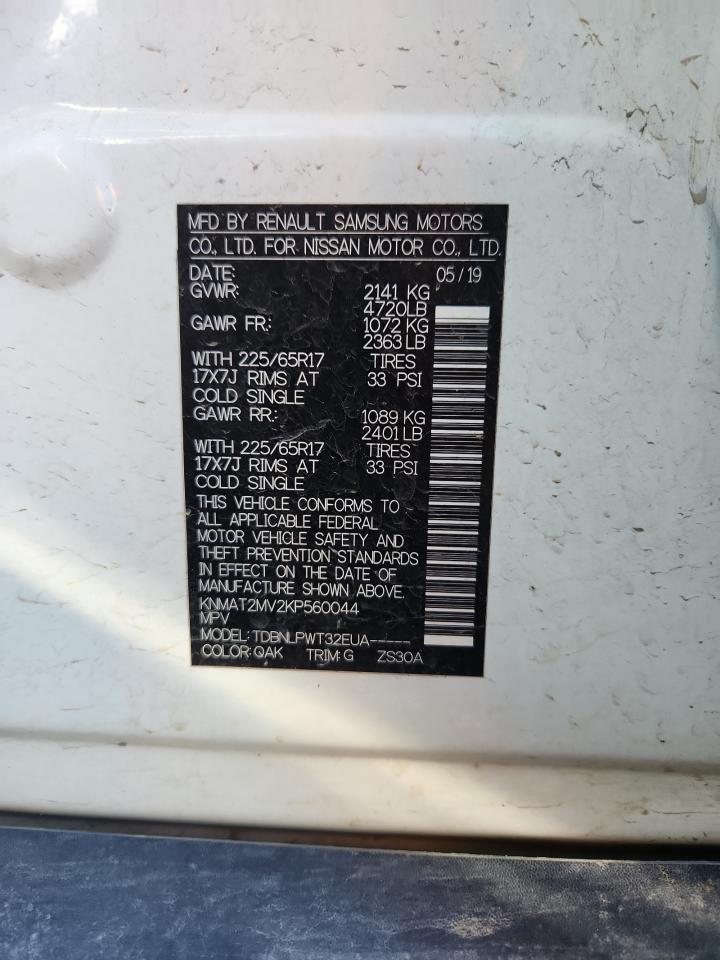 MFD BY RENAULT SAMSUNG MOTORS
CO., LTD. FOR NISSAN MOTOR CO., LTD.
DATE: 05/19
GVWR: 2141 KG
4720LB
GAWR FR: 1072 KG
2363LB
WITH 225/65R17 TIRES
17X7J RIMS AT 33 PSI
COLD SINGLE
GAWR RR: 1089 KG
2401 LB
WITH 225/65R17 TIRES
17X7J RIMS AT 33 PSI
COLD SINGLE
THIS VEHICLE CONFORMS TO
ALL APPLICABLE FEDERAL
MOTOR VEHICLE SAFETY AND
THEFT PREVENTION STANDARDS
IN EFFECT ON THE DATE OF
MANUFACTURE SHOWN ABOVE.
KNMAT2MV2KP560044
MPV
MODEL: TDBNLPWT32EUA-----
COLOR: QAK TRIM: G ZS30A